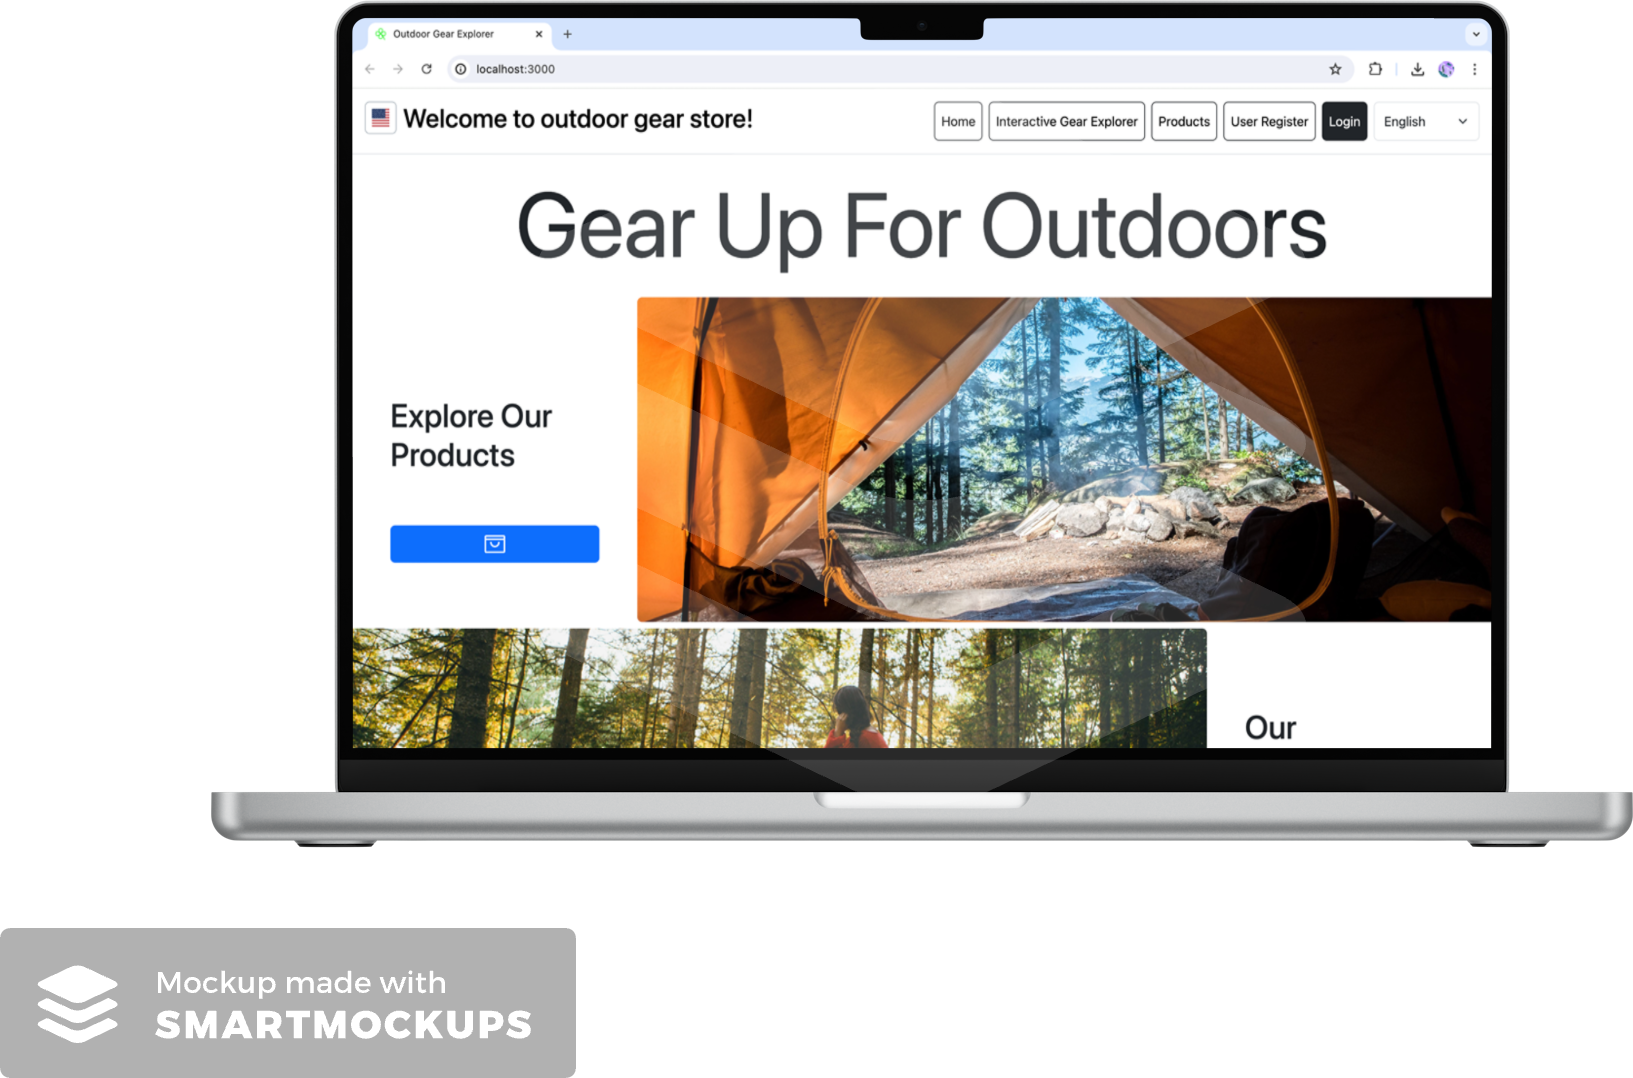 Outdoor Gear Explorer
localhost:3000
Welcome to outdoor gear store!
Home
Interactive Gear Explorer
Products
User Register
Login
English
Gear Up For Outdoors
Explore Our
Products
Our
Mockup made with
SMARTMOCKUPS